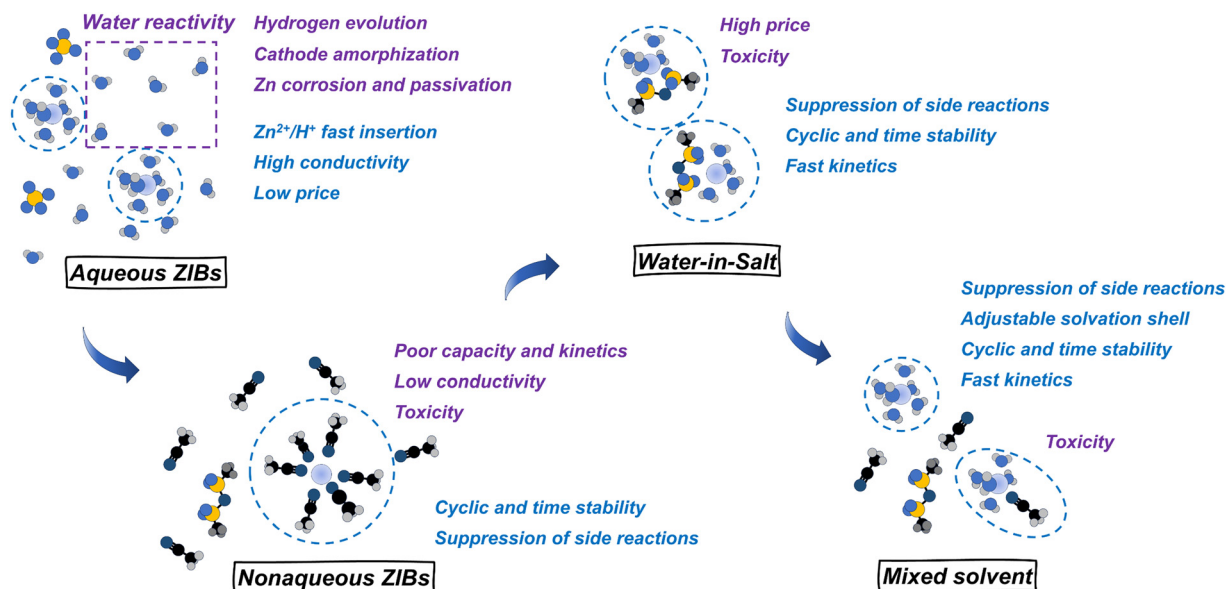 Water reactivity
Hydrogen evolution
Cathode amorphization
Zn corrosion and passivation
Zn²⁺/H⁺ fast insertion
High conductivity
Low price
Aqueous ZIBs
High price
Toxicity
Suppression of side reactions
Cyclic and time stability
Fast kinetics
Water-in-Salt
Poor capacity and kinetics
Low conductivity
Toxicity
Cyclic and time stability
Suppression of side reactions
Nonaqueous ZIBs
Suppression of side reactions
Adjustable solvation shell
Cyclic and time stability
Fast kinetics
Toxicity
Mixed solvent